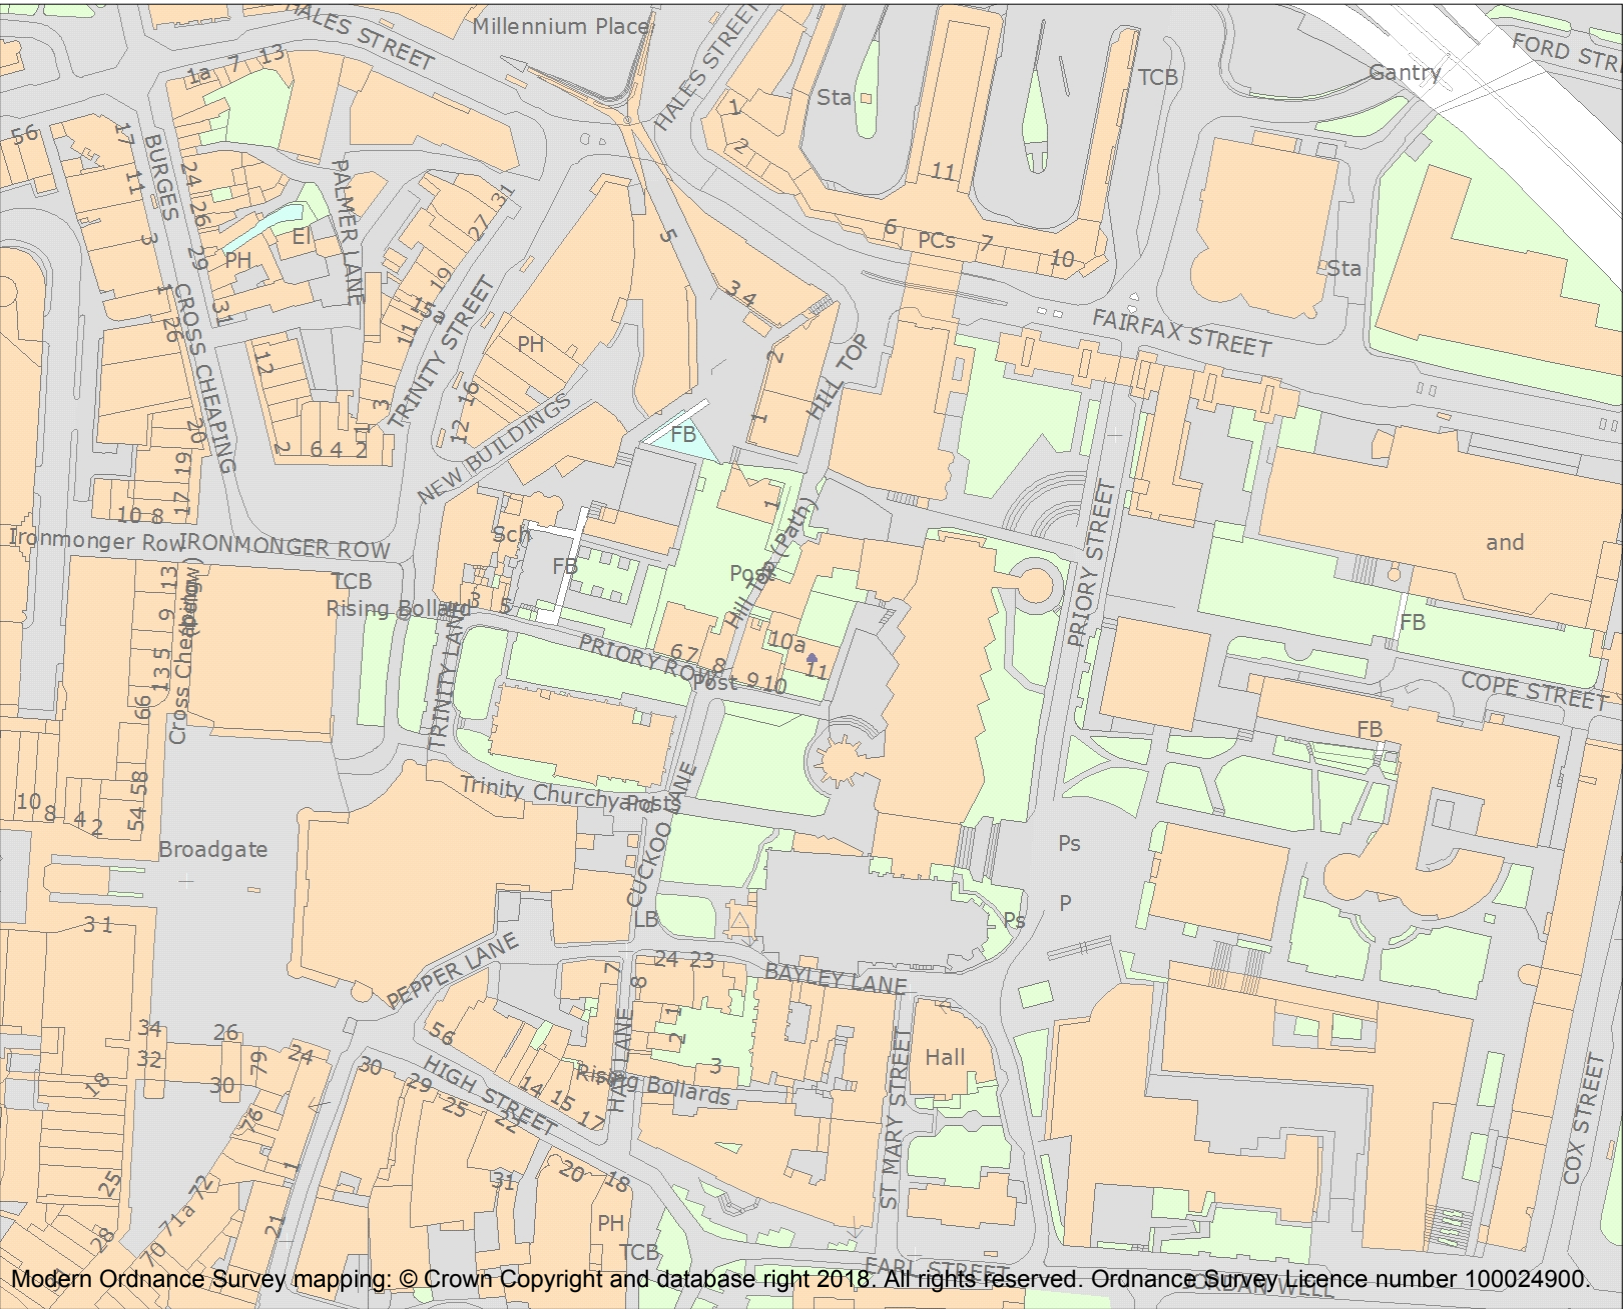 HALES STREET
Millennium Place
HALES STREET
FORD STR
1a 7 13
Sta
TCB
Gantry
56
17
BURGES
11
24
1
2
11
PALMER LANE
26
31
27
3
29
El
PH
5
6
PCs
7
10
Sta
1
26
CROSS CHEAPING
31
19
15a
11
TRINITY STREET
3 4
FAIRFAX STREET
12
PH
2
HILL TOP
16
12
3
1
2 6 4 2
20
19
17
NEW BUILDINGS
FB
1
10 8
Ironmonger Row
IRONMONGER ROW
Sch
1
Hill Top (Path)
PRIORY STREET
and
TCB
Rising Bollard
FB
Post
13
9
3 5
FB
Cross Cheaping
5
13
66
TRINITY LANE
PRIORY ROW
6 7
8
10a
11
Post
9 10
COPE STREET
FB
58
54
10 8 4 2
Trinity Churchyard
Posts
CUCKOO LANE
Broadgate
Ps
P
Ps
LB
31
PEPPER LANE
7
8
24 23
BAYLEY LANE
34
32
26
30
79
24
56
1
2
3
Hall
18
30
29
25
22
HIGH STREET
14
15
17
HAY LANE
Rising Bollards
ST MARY STREET
COX STREET
76
1
72
71a
70
25
28
21
31
20
18
PH
TCB
EARL STREET
JORDAN WELL
Modern Ordnance Survey mapping: © Crown Copyright and database right 2018. All rights reserved. Ordnance Survey Licence number 100024900.